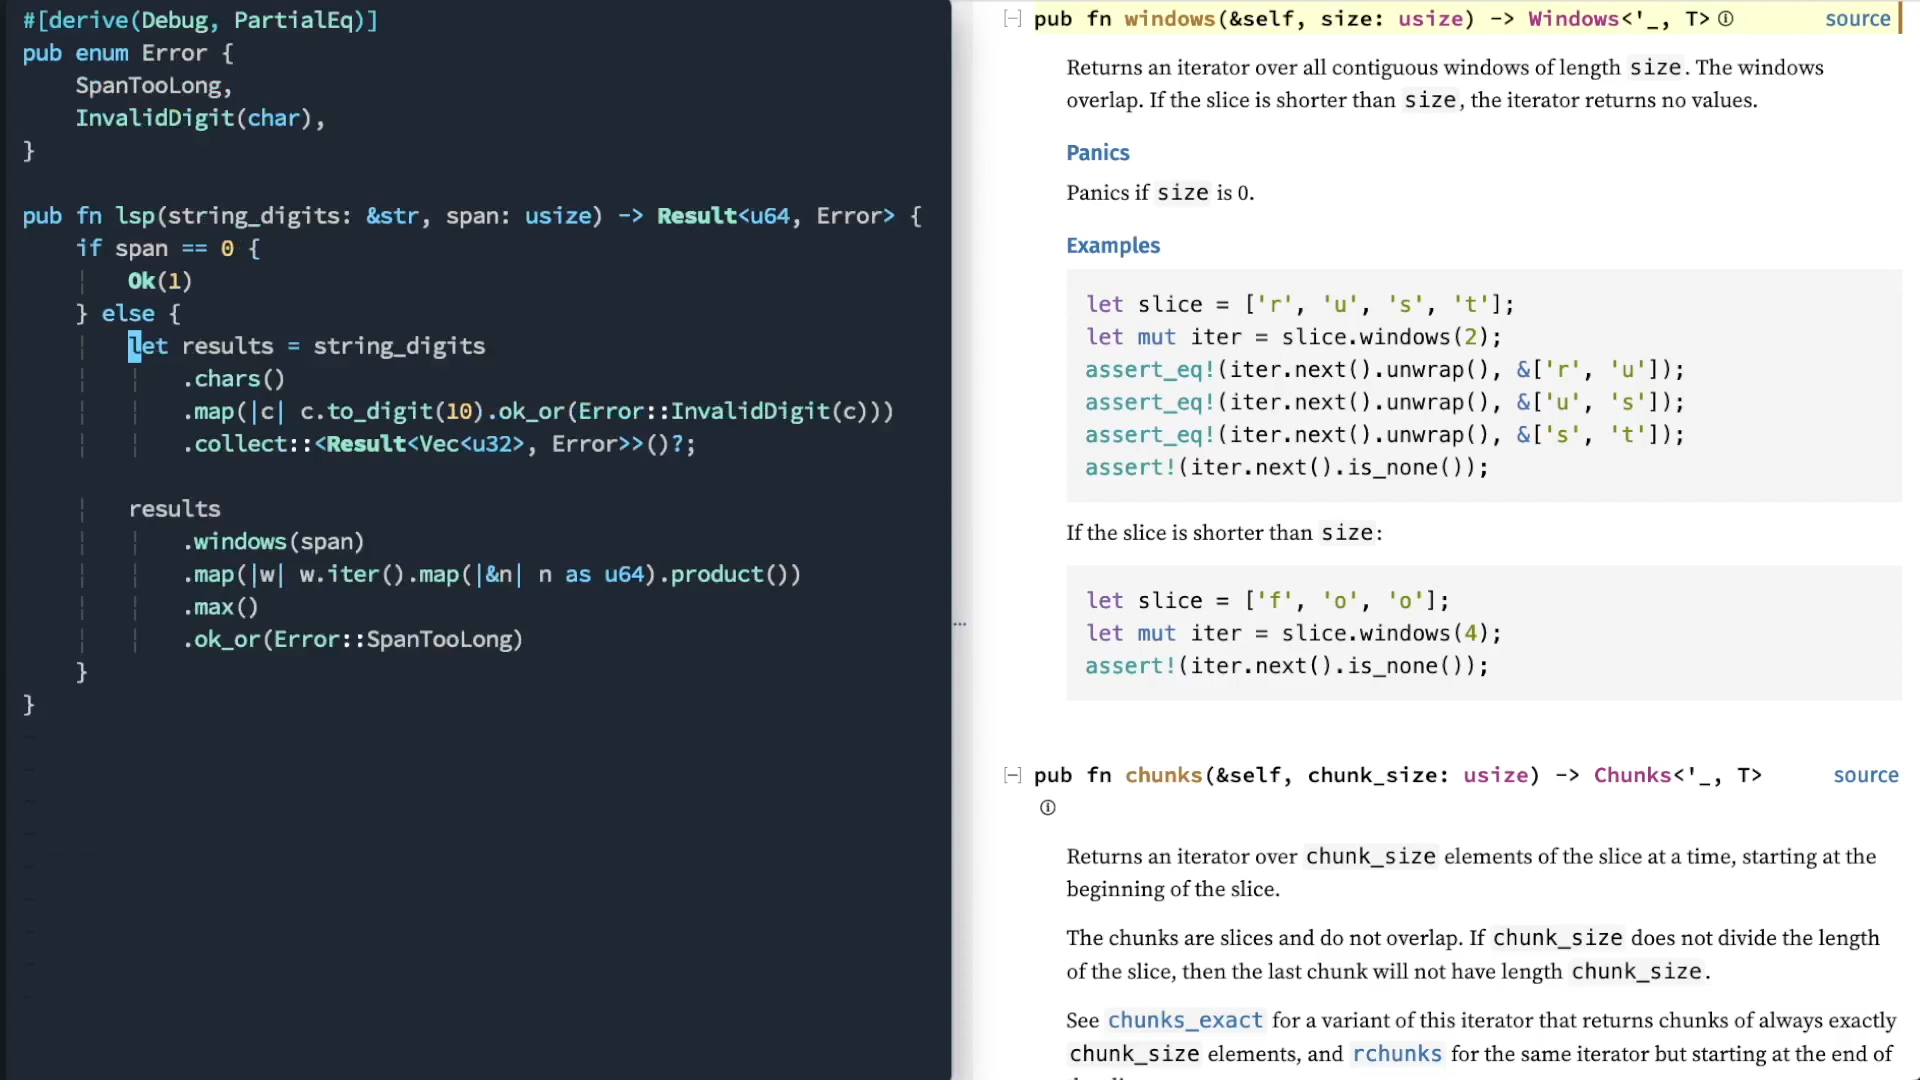 #[derive(Debug, PartialEq)]
pub enum Error {
    SpanTooLong,
    InvalidDigit(char),
}

pub fn lsp(string_digits: &str, span: usize) -> Result<u64, Error> {
    if span == 0 {
        Ok(1)
    } else {
        let results = string_digits
            .chars()
            .map(|c| c.to_digit(10).ok_or(Error::InvalidDigit(c)))
            .collect::<Result<Vec<u32>, Error>>()?;

        results
            .windows(span)
            .map(|w| w.iter().map(|&n| n as u64).product())
            .max()
            .ok_or(Error::SpanTooLong)
    }
}
[-] pub fn windows(&self, size: usize) -> Windows<'_, T> ⓘ source
Returns an iterator over all contiguous windows of length size. The windows
overlap. If the slice is shorter than size, the iterator returns no values.
Panics
Panics if size is 0.
Examples
let slice = ['r', 'u', 's', 't'];
let mut iter = slice.windows(2);
assert_eq!(iter.next().unwrap(), &['r', 'u']);
assert_eq!(iter.next().unwrap(), &['u', 's']);
assert_eq!(iter.next().unwrap(), &['s', 't']);
assert!(iter.next().is_none());
If the slice is shorter than size:
let slice = ['f', 'o', 'o'];
let mut iter = slice.windows(4);
assert!(iter.next().is_none());
[-] pub fn chunks(&self, chunk_size: usize) -> Chunks<'_, T> source
ⓘ
Returns an iterator over chunk_size elements of the slice at a time, starting at the
beginning of the slice.
The chunks are slices and do not overlap. If chunk_size does not divide the length
of the slice, then the last chunk will not have length chunk_size.
See chunks_exact for a variant of this iterator that returns chunks of always exactly
chunk_size elements, and rchunks for the same iterator but starting at the end of